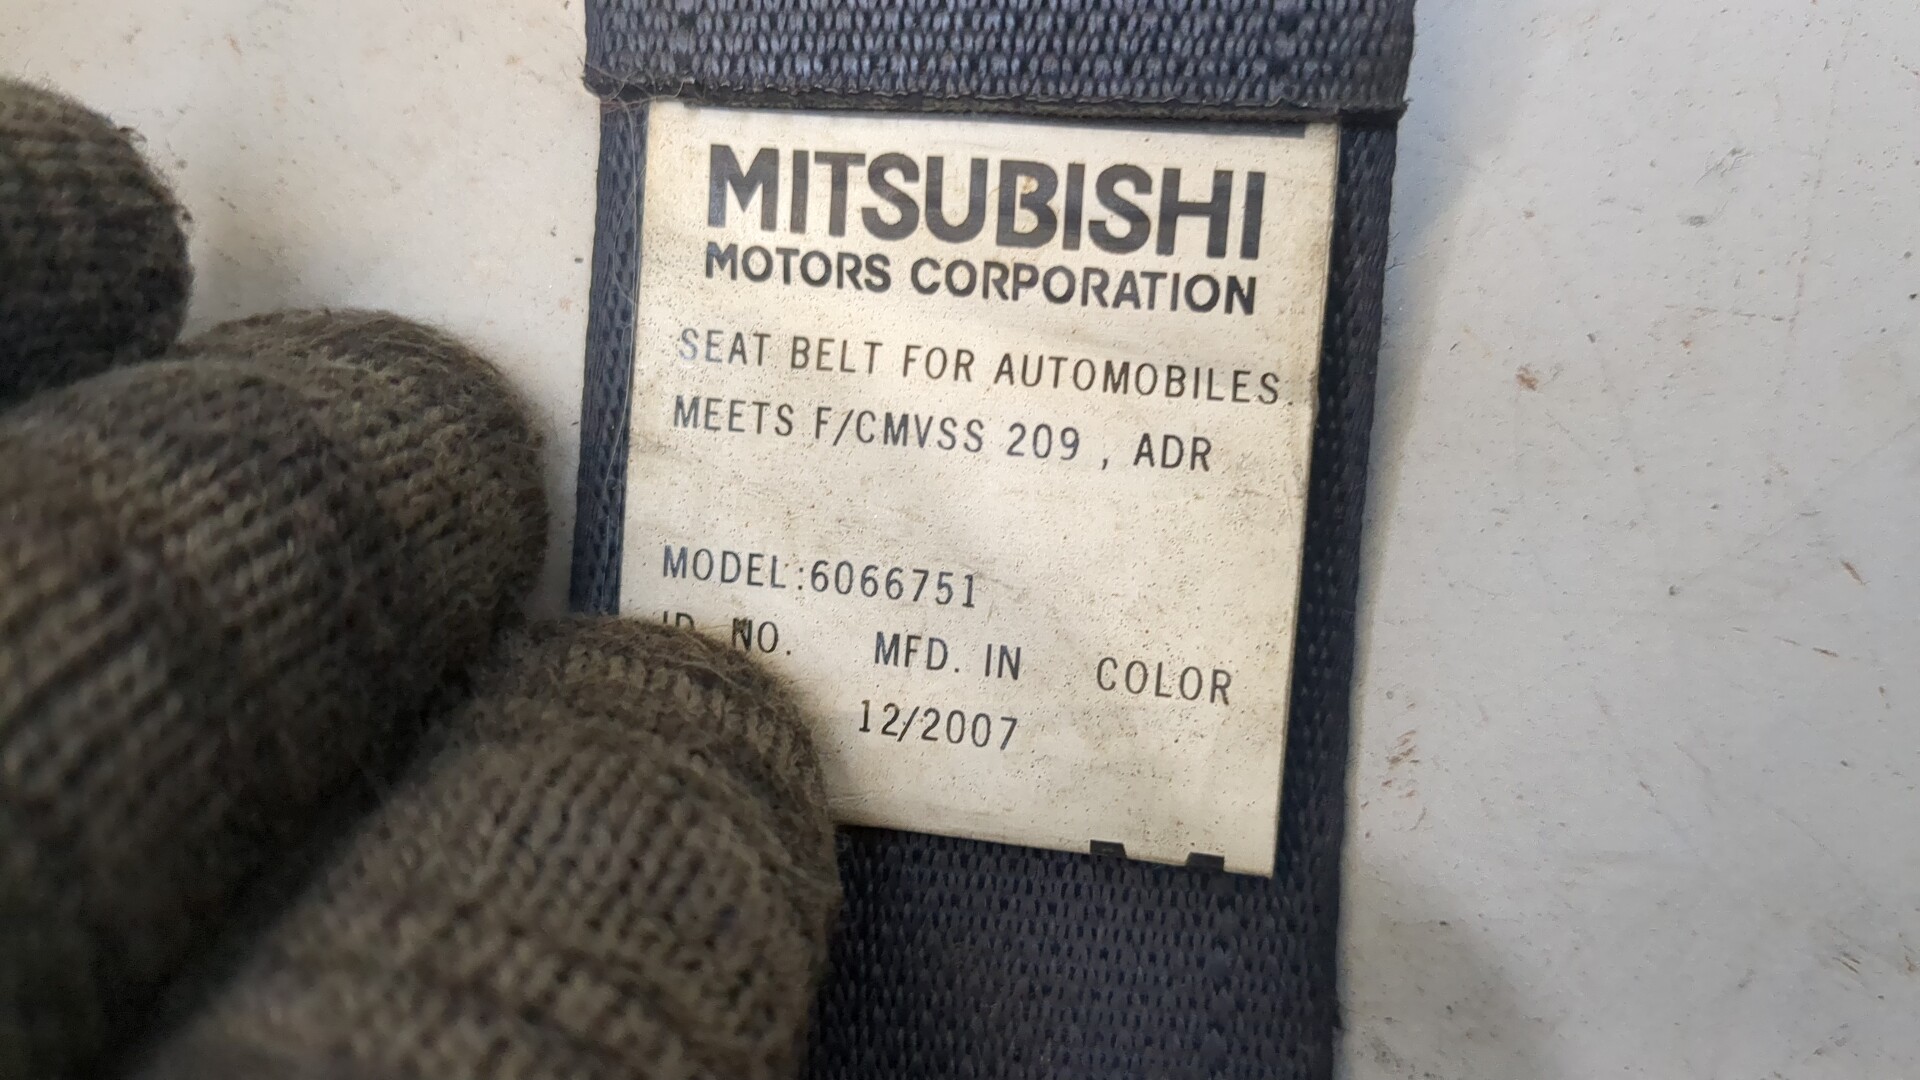 MITSUBISHI
MOTORS CORPORATION
SEAT BELT FOR AUTOMOBILES.
MEETS F/CMVSS 209 , ADR
MODEL:6066751
ID NO. MFD. IN COLOR
12/2007